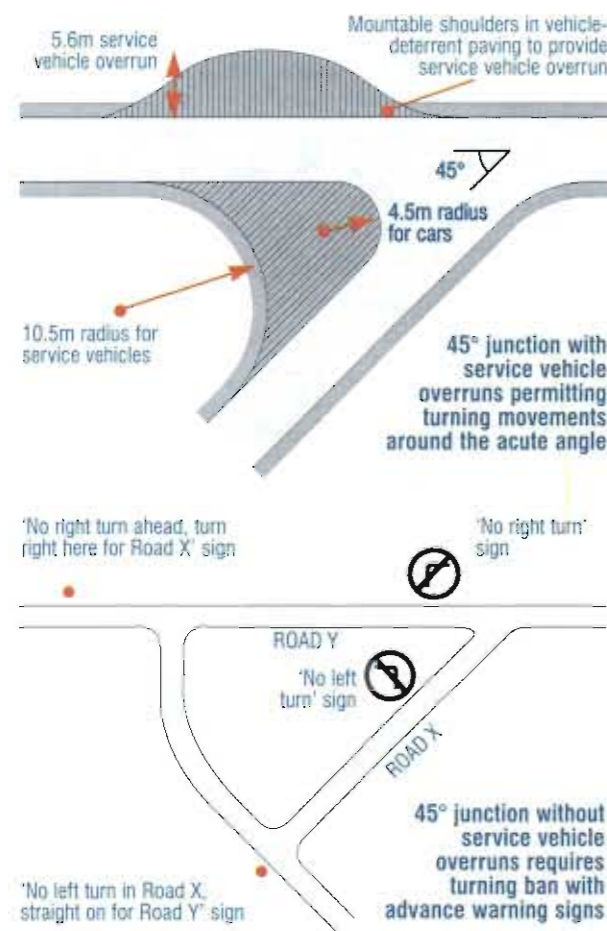 5.6m service
vehicle overrun
Mountable shoulders in vehicle-
deterrent paving to provide
service vehicle overrun
45°
4.5m radius
for cars
10.5m radius for
service vehicles
45° junction with
service vehicle
overruns permitting
turning movements
around the acute angle
'No right turn ahead, turn
right here for Road X' sign
'No right turn'
sign
ROAD Y
'No left
turn' sign
ROAD X
45° junction without
service vehicle
overruns requires
turning ban with
advance warning signs
'No left turn in Road X,
straight on for Road Y' sign